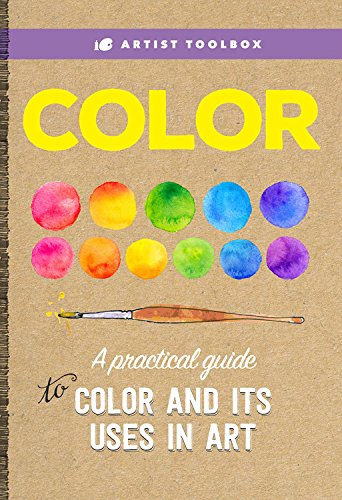 ARTIST TOOLBOX
COLOR
A practical guide
to COLOR AND ITS
USES IN ART